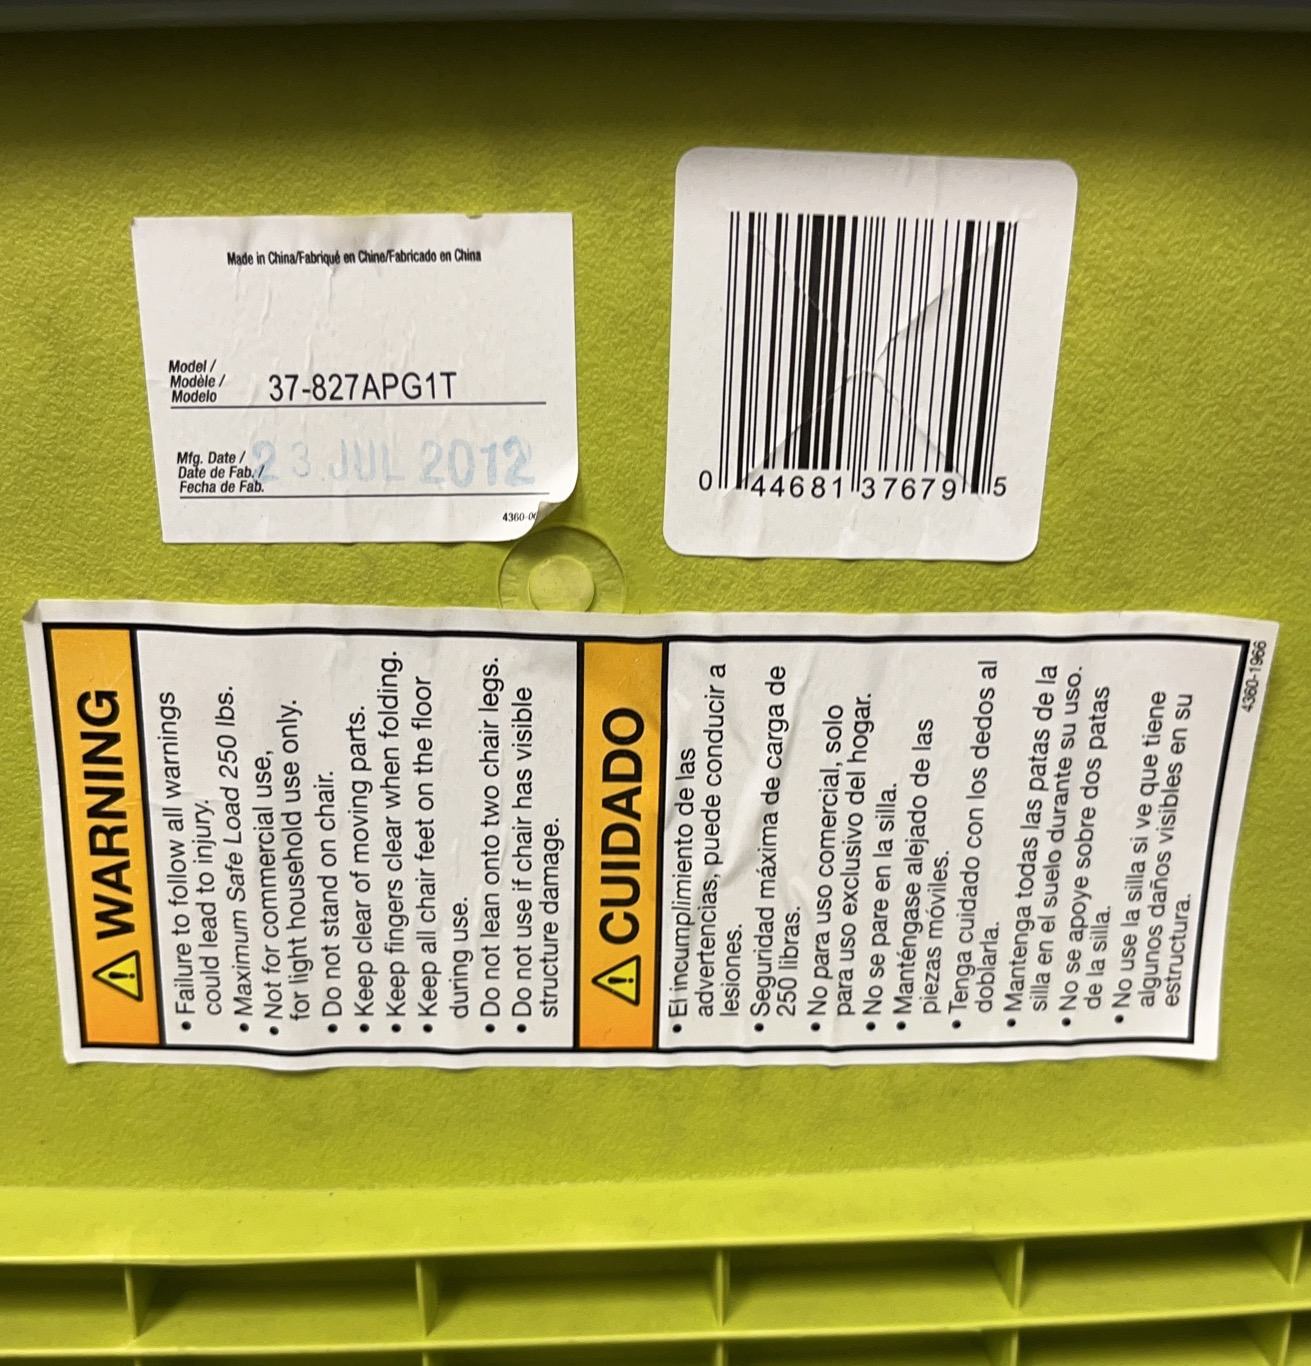 Made in China/Fabriqué en Chine/Fabricado en China
Model /
Modèle /
Modelo
37-827APG1T
Mfg. Date /
Date de Fab. /
Fecha de Fab.
23 JUL 2012
4360-
0 44681 37679 5
WARNING
• Failure to follow all warnings
could lead to injury.
• Maximum Safe Load 250 lbs.
• Not for commercial use,
for light household use only.
• Do not stand on chair.
• Keep clear of moving parts.
• Keep fingers clear when folding.
• Keep all chair feet on the floor
during use.
• Do not lean onto two chair legs.
• Do not use if chair has visible
structure damage.
CUIDADO
• El incumplimiento de las
advertencias, puede conducir a
lesiones.
• Seguridad máxima de carga de
250 libras.
• No para uso comercial, solo
para uso exclusivo del hogar.
• No se pare en la silla.
• Manténgase alejado de las
piezas móviles.
• Tenga cuidado con los dedos al
doblarla.
• Mantenga todas las patas de la
silla en el suelo durante su uso.
• No se apoye sobre dos patas
de la silla.
• No use la silla si ve que tiene
algunos daños visibles en su
estructura.
4360-1966